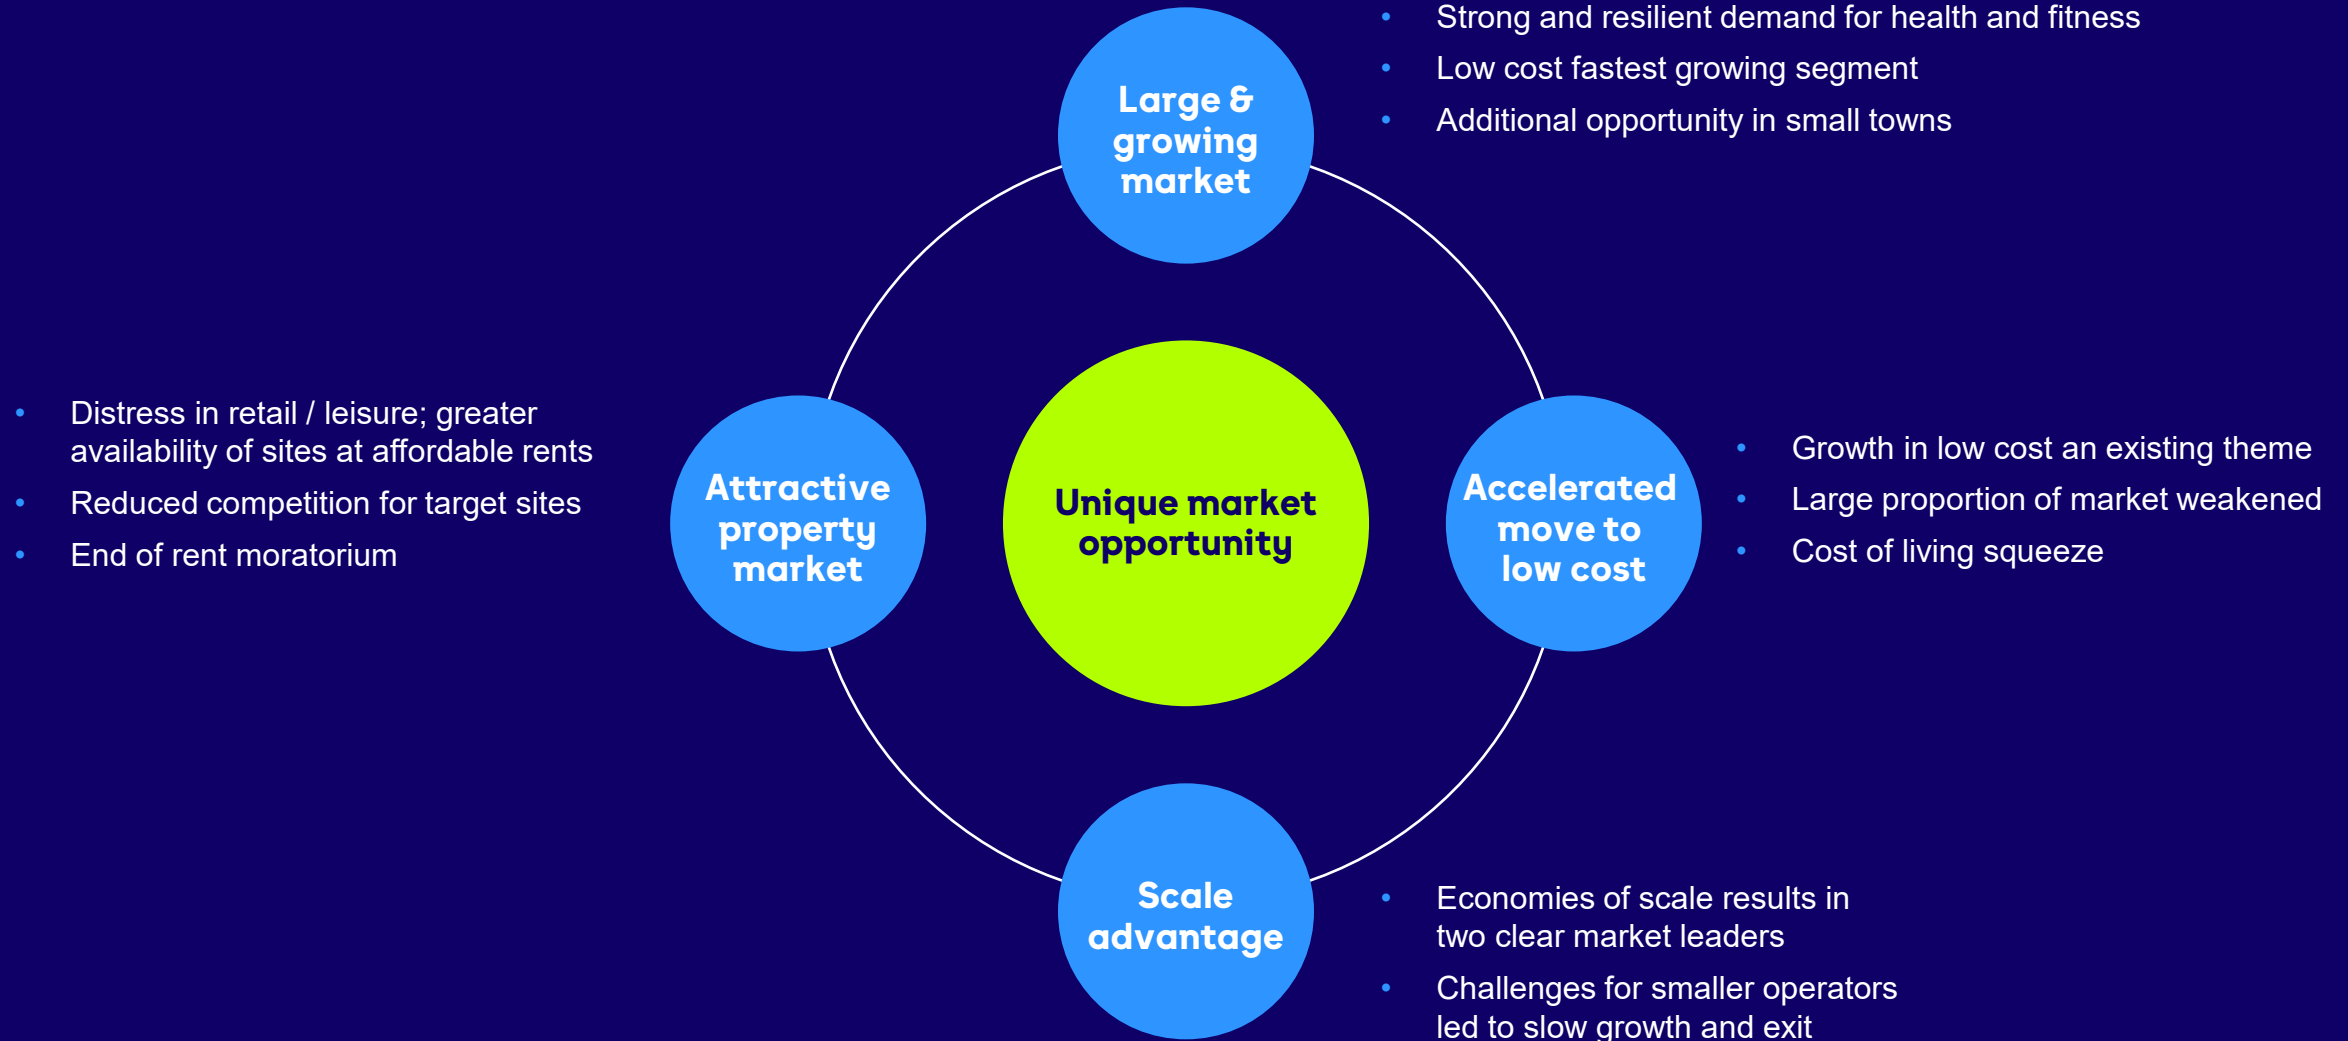 Large &
growing
market
• Strong and resilient demand for health and fitness
• Low cost fastest growing segment
• Additional opportunity in small towns
• Distress in retail / leisure; greater
availability of sites at affordable rents
• Reduced competition for target sites
• End of rent moratorium
Attractive
property
market
Unique market
opportunity
Accelerated
move to
low cost
• Growth in low cost an existing theme
• Large proportion of market weakened
• Cost of living squeeze
Scale
advantage
• Economies of scale results in
two clear market leaders
• Challenges for smaller operators
led to slow growth and exit